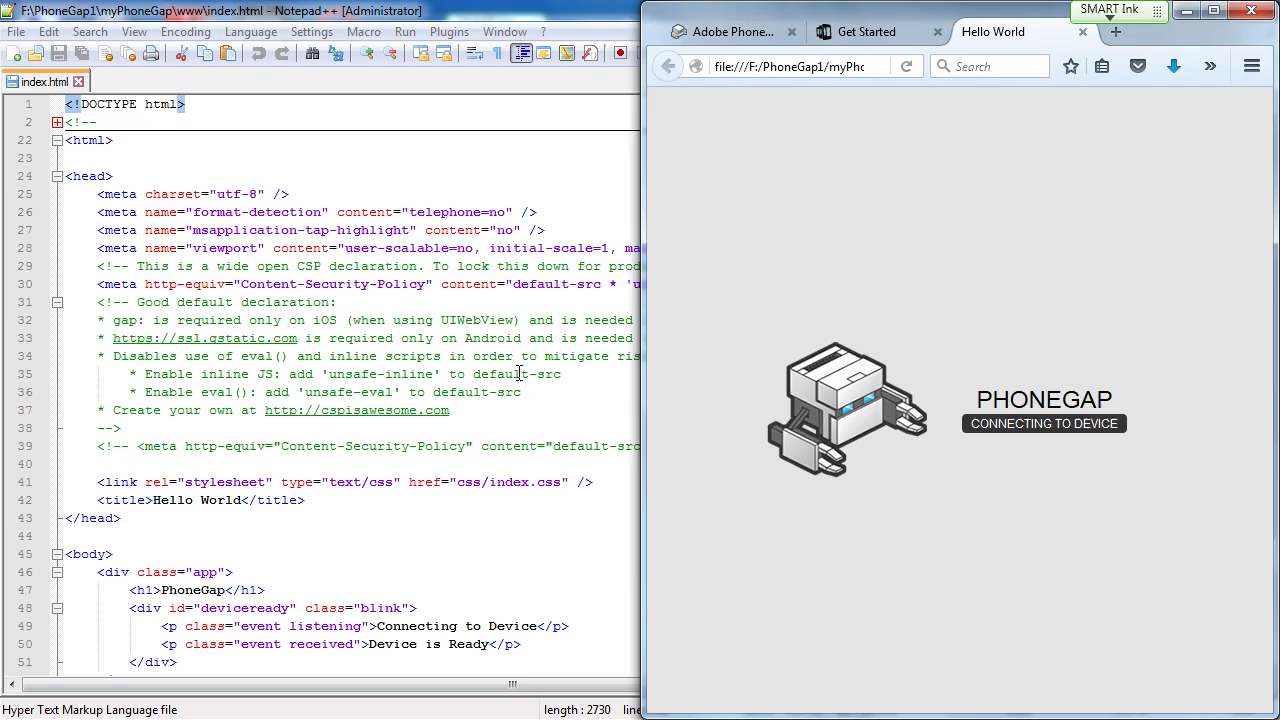 F:\PhoneGap1\myPhoneGap\www\index.html - Notepad++ [Administrator]
File Edit Search View Encoding Language Settings Macro Run Plugins Window ?
index.html
1 <!DOCTYPE html>
2 <!--
22 <html>
23
24 <head>
25 <meta charset="utf-8" />
26 <meta name="format-detection" content="telephone=no" />
27 <meta name="msapplication-tap-highlight" content="no" />
28 <meta name="viewport" content="user-scalable=no, initial-scale=1, ma
29 <!-- This is a wide open CSP declaration. To lock this down for prod
30 <meta http-equiv="Content-Security-Policy" content="default-src * 'u
31 <!-- Good default declaration:
32 * gap: is required only on iOS (when using UIWebView) and is needed
33 * https://ssl.gstatic.com is required only on Android and is needed
34 * Disables use of eval() and inline scripts in order to mitigate ris
35 * Enable inline JS: add 'unsafe-inline' to default-src
36 * Enable eval(): add 'unsafe-eval' to default-src
37 * Create your own at http://cspisawesome.com
38 -->
39 <!-- <meta http-equiv="Content-Security-Policy" content="default-src
40
41 <link rel="stylesheet" type="text/css" href="css/index.css" />
42 <title>Hello World</title>
43 </head>
44
45 <body>
46 <div class="app">
47 <h1>PhoneGap</h1>
48 <div id="deviceready" class="blink">
49 <p class="event listening">Connecting to Device</p>
50 <p class="event received">Device is Ready</p>
51 </div>
Hyper Text Markup Language file length : 2730 line
SMART Ink
Adobe Phone... Get Started Hello World
file:///F:/PhoneGap1/myPhc Search
PHONEGAP
CONNECTING TO DEVICE